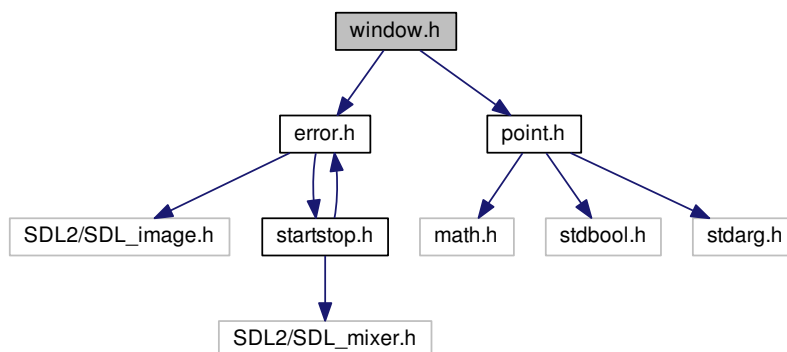 window.h
error.h
point.h
SDL2/SDL_image.h
startstop.h
math.h
stdbool.h
stdarg.h
SDL2/SDL_mixer.h